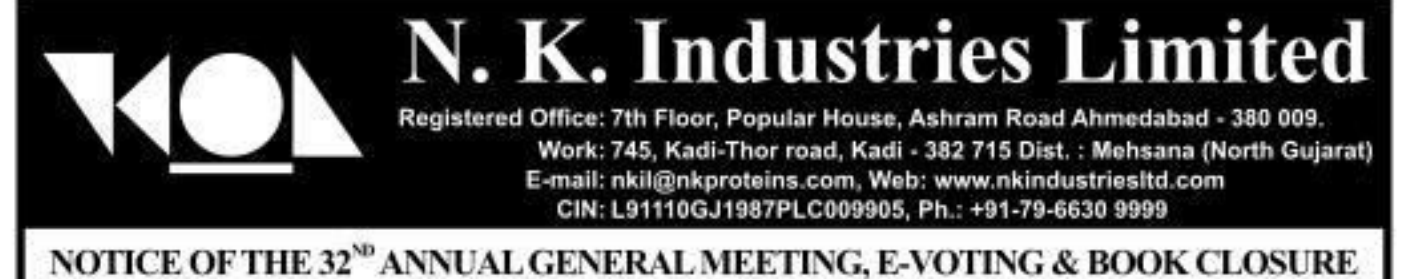 N. K. Industries Limited
Registered Office: 7th Floor, Popular House, Ashram Road Ahmedabad - 380 009.
Work: 745, Kadi-Thor road, Kadi - 382 715 Dist. : Mehsana (North Gujarat)
E-mail: nkil@nkproteins.com, Web: www.nkindustriesltd.com
CIN: L91110GJ1987PLC009905, Ph.: +91-79-6630 9999
NOTICE OF THE 32ND ANNUAL GENERAL MEETING, E-VOTING & BOOK CLOSURE